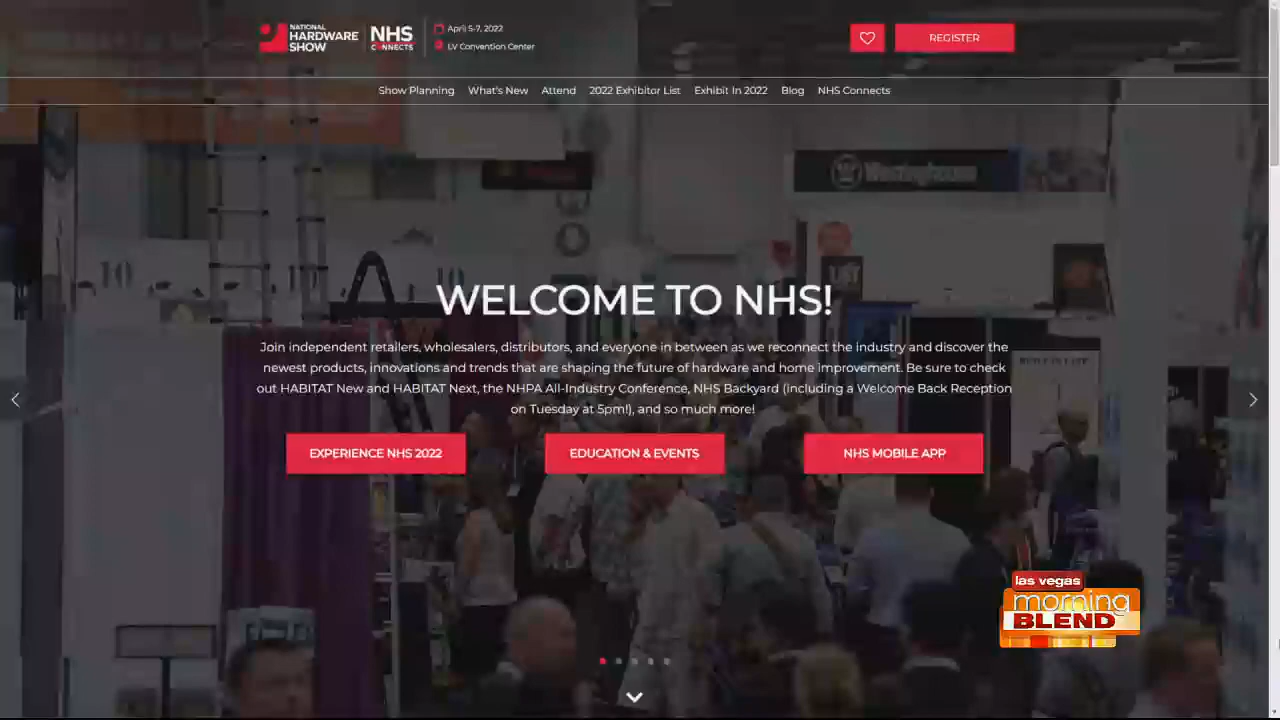 NATIONAL
HARDWARE
SHOW
NHS
CONNECTS
April 5-7, 2022
LV Convention Center
REGISTER
Show Planning What's New Attend 2022 Exhibitor List Exhibit In 2022 Blog NHS Connects
Westinghouse
10
11
10
WELCOME TO NHS!
Join independent retailers, wholesalers, distributors, and everyone in between as we reconnect the industry and discover the
newest products, innovations and trends that are shaping the future of hardware and home improvement. Be sure to check
out HABITAT New and HABITAT Next, the NHPA All-Industry Conference, NHS Backyard (including a Welcome Back Reception
on Tuesday at 5pm!), and so much more!
EXPERIENCE NHS 2022
EDUCATION & EVENTS
NHS MOBILE APP
las vegas
morning
BLEND